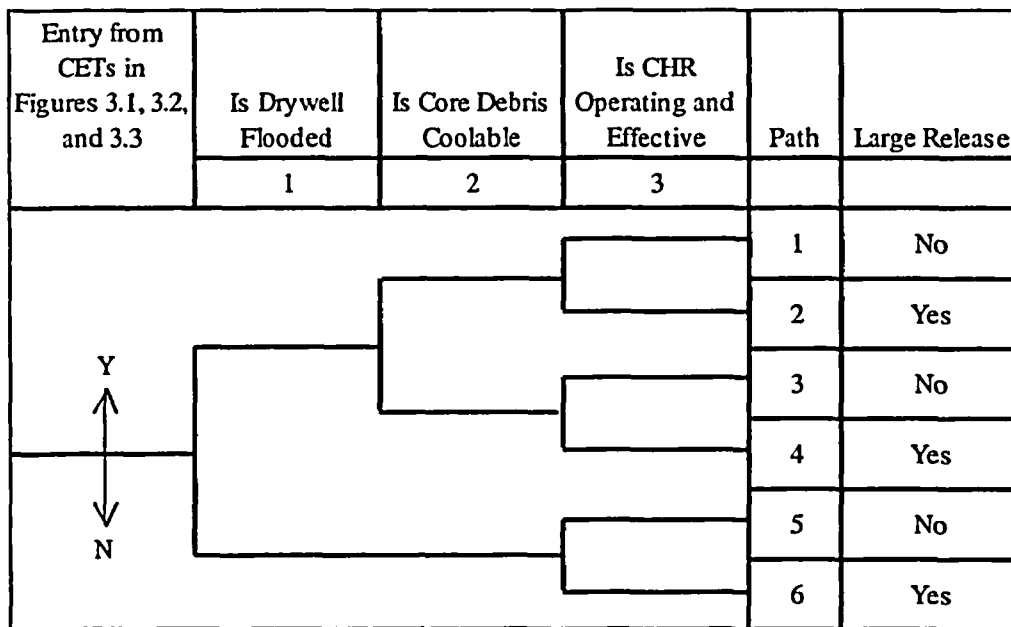 Entry from
CETs in
Figures 3.1, 3.2,
and 3.3
Is Drywell
Flooded
Is Core Debris
Coolable
Is CHR
Operating and
Effective
Path
Large Release
1
2
3
1
No
2
Yes
Y
3
No
4
Yes
N
5
No
6
Yes